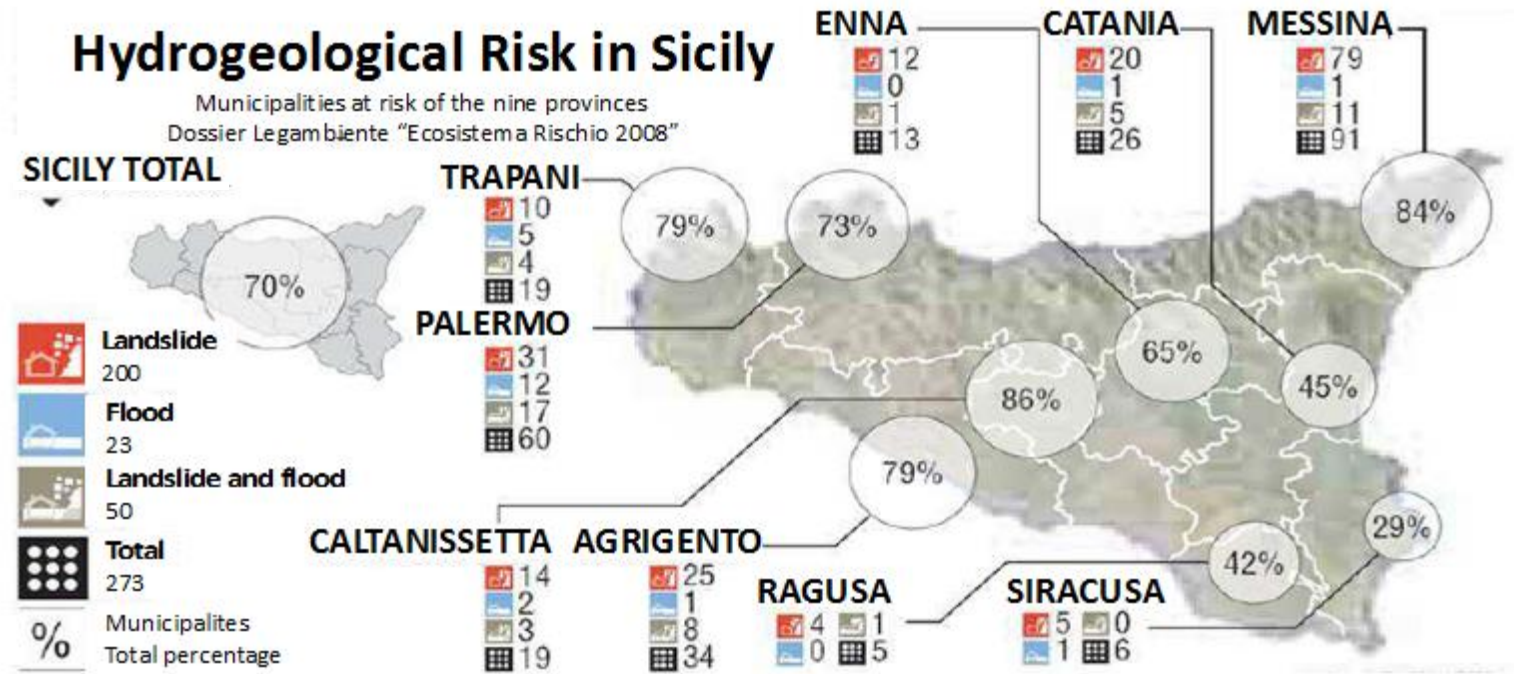 Hydrogeological Risk in Sicily
Municipalities at risk of the nine provinces
Dossier Legambiente “Ecosistema Rischio 2008”
SICILY TOTAL
70%
Landslide
200
Flood
23
Landslide and flood
50
Total
273
%
Municipalites
Total percentage
ENNA
12
0
1
13
CATANIA
20
1
5
26
MESSINA
79
1
11
91
TRAPANI
10
5
4
19
PALERMO
31
12
17
60
79%
73%
84%
65%
45%
86%
79%
29%
42%
CALTANISSETTA
14
2
3
19
AGRIGENTO
25
1
8
34
RAGUSA
4 1
0 5
SIRACUSA
5 0
1 6